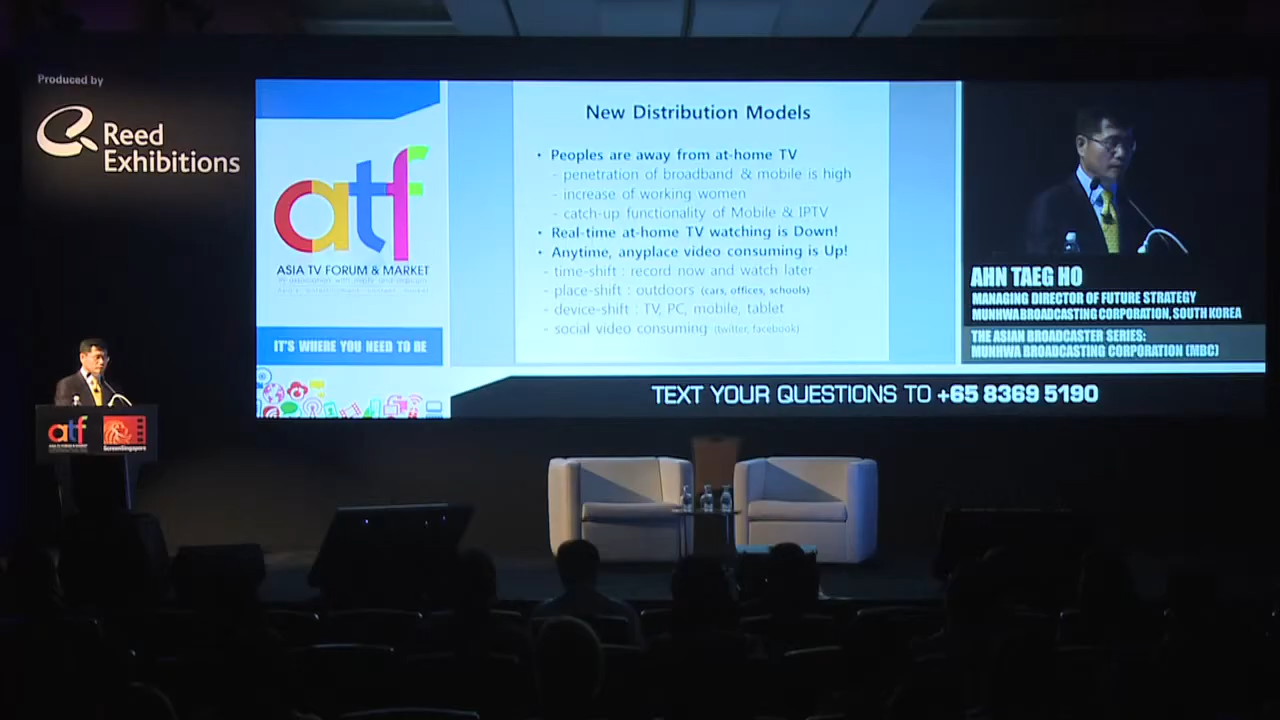 Produced by
Reed
Exhibitions
atf
ASIA TV FORUM & MARKET
IT'S WHERE YOU NEED TO BE
New Distribution Models
• Peoples are away from at-home TV
- penetration of broadband & mobile is high
- increase of working women
- catch-up functionality of Mobile & IPTV
• Real-time at-home TV watching is Down!
• Anytime, anyplace video consuming is Up!
- time-shift : record now and watch later
- place-shift : outdoors (cars, offices, schools)
- device-shift : TV, PC, mobile, tablet
- social video consuming (twitter, facebook)
AHN TAEG HO
MANAGING DIRECTOR OF FUTURE STRATEGY
MUNHWA BROADCASTING CORPORATION, SOUTH KOREA
THE ASIAN BROADCASTER SERIES:
MUNHWA BROADCASTING CORPORATION (MBC)
TEXT YOUR QUESTIONS TO +65 8369 5190
atf
ASIA TV FORUM & MARKET
ScreenSingapore